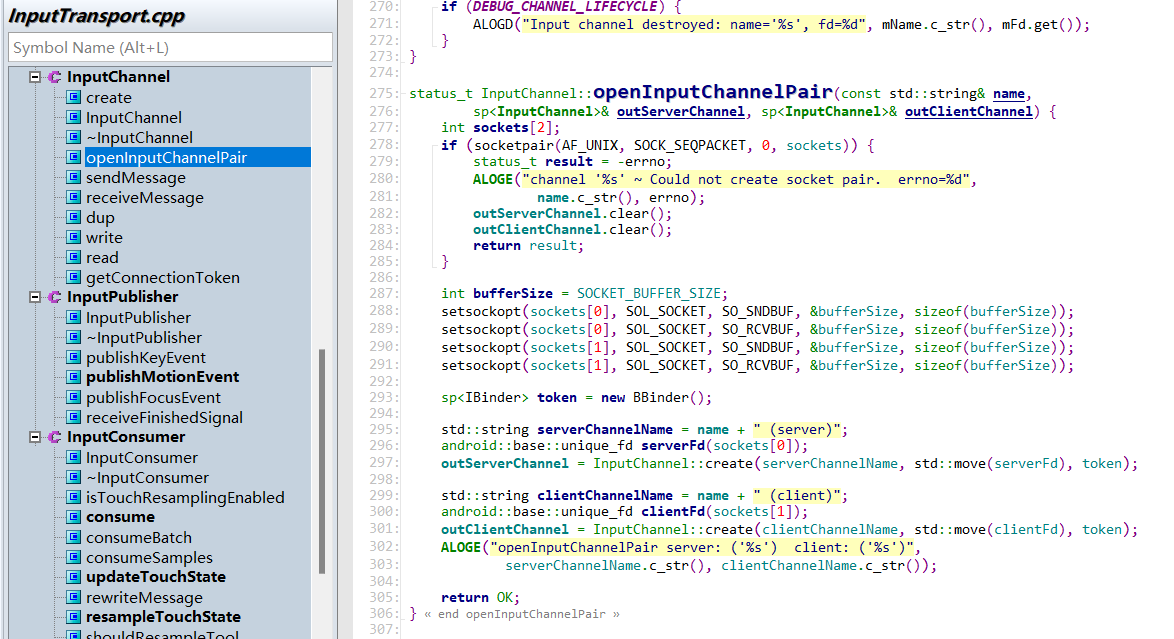 InputTransport.cpp
Symbol Name (Alt+L)
InputChannel
create
InputChannel
~InputChannel
openInputChannelPair
sendMessage
receiveMessage
dup
write
read
getConnectionToken
InputPublisher
InputPublisher
~InputPublisher
publishKeyEvent
publishMotionEvent
publishFocusEvent
receiveFinishedSignal
InputConsumer
InputConsumer
~InputConsumer
isTouchResamplingEnabled
consume
consumeBatch
consumeSamples
updateTouchState
rewriteMessage
resampleTouchState
shouldResampleTool
270: if (DEBUG_CHANNEL_LIFECYCLE) {
271: ALOGD("Input channel destroyed: name='%s', fd=%d", mName.c_str(), mFd.get());
272: }
273: }
274:
275: status_t InputChannel::openInputChannelPair(const std::string& name,
276: sp<InputChannel>& outServerChannel, sp<InputChannel>& outClientChannel) {
277: int sockets[2];
278: if (socketpair(AF_UNIX, SOCK_SEQPACKET, 0, sockets)) {
279: status_t result = -errno;
280: ALOGE("channel '%s' ~ Could not create socket pair.  errno=%d",
281: name.c_str(), errno);
282: outServerChannel.clear();
283: outClientChannel.clear();
284: return result;
285: }
286:
287: int bufferSize = SOCKET_BUFFER_SIZE;
288: setsockopt(sockets[0], SOL_SOCKET, SO_SNDBUF, &bufferSize, sizeof(bufferSize));
289: setsockopt(sockets[0], SOL_SOCKET, SO_RCVBUF, &bufferSize, sizeof(bufferSize));
290: setsockopt(sockets[1], SOL_SOCKET, SO_SNDBUF, &bufferSize, sizeof(bufferSize));
291: setsockopt(sockets[1], SOL_SOCKET, SO_RCVBUF, &bufferSize, sizeof(bufferSize));
292:
293: sp<IBinder> token = new BBinder();
294:
295: std::string serverChannelName = name + " (server)";
296: android::base::unique_fd serverFd(sockets[0]);
297: outServerChannel = InputChannel::create(serverChannelName, std::move(serverFd), token);
298:
299: std::string clientChannelName = name + " (client)";
300: android::base::unique_fd clientFd(sockets[1]);
301: outClientChannel = InputChannel::create(clientChannelName, std::move(clientFd), token);
302: ALOGE("openInputChannelPair server: ('%s')  client: ('%s')",
303: serverChannelName.c_str(), clientChannelName.c_str());
304:
305: return OK;
306: } « end openInputChannelPair »
307: